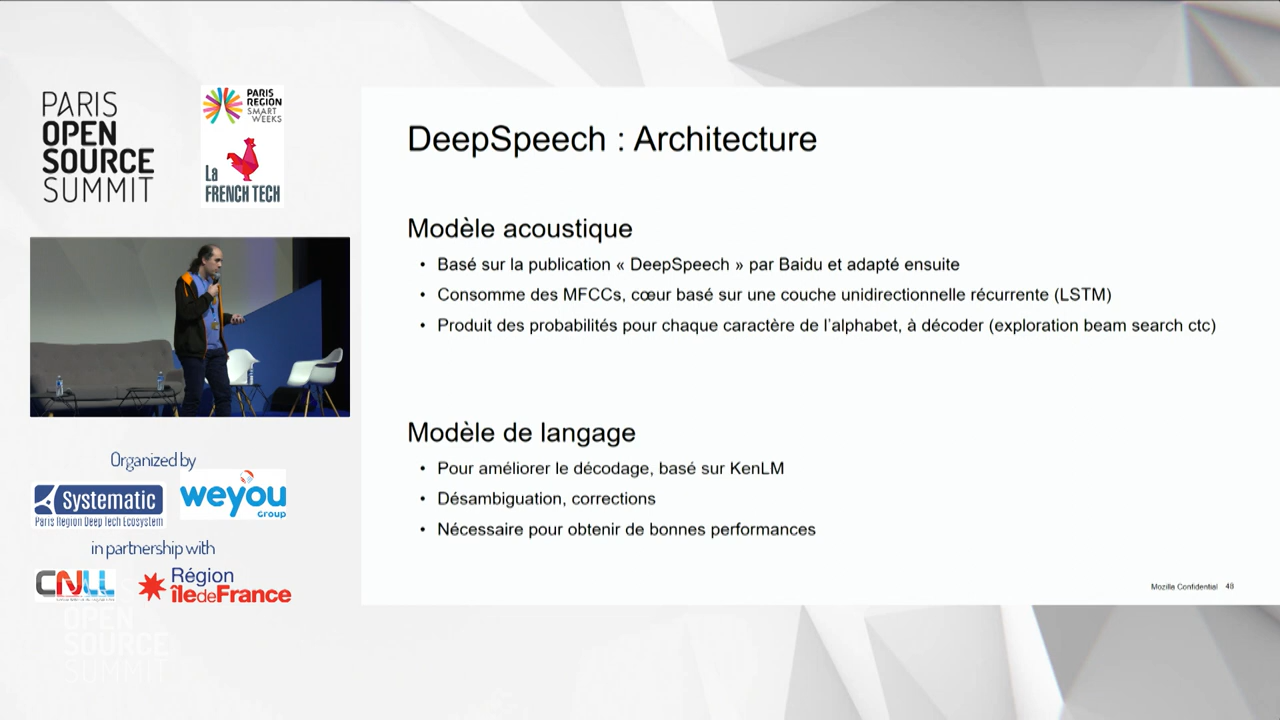 PARIS
OPEN
SOURCE
SUMMIT
PARIS
REGION
SMART
WEEKS
La
FRENCH TECH
Organized by
Systematic
Paris Region Deep Tech Ecosystem
weyou
Group
in partnership with
CNLL
Région
îledeFrance
OPEN
SOURCE
SUMMIT
DeepSpeech : Architecture
Modèle acoustique
• Basé sur la publication « DeepSpeech » par Baidu et adapté ensuite
• Consomme des MFCCs, cœur basé sur une couche unidirectionnelle récurrente (LSTM)
• Produit des probabilités pour chaque caractère de l'alphabet, à décoder (exploration beam search ctc)
Modèle de langage
• Pour améliorer le décodage, basé sur KenLM
• Désambiguation, corrections
• Nécessaire pour obtenir de bonnes performances
Mozilla Confidential